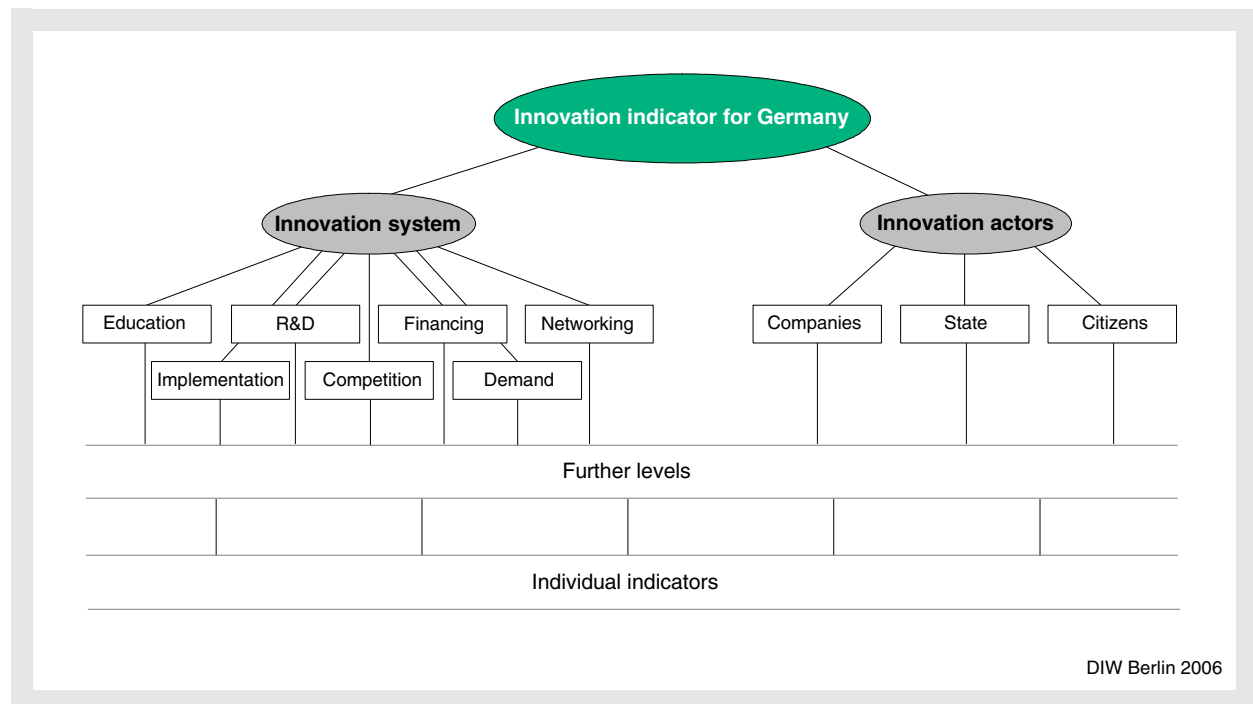 Innovation indicator for Germany
Innovation system
Innovation actors
Education
R&D
Financing
Networking
Companies
State
Citizens
Implementation
Competition
Demand
Further levels
Individual indicators
DIW Berlin 2006